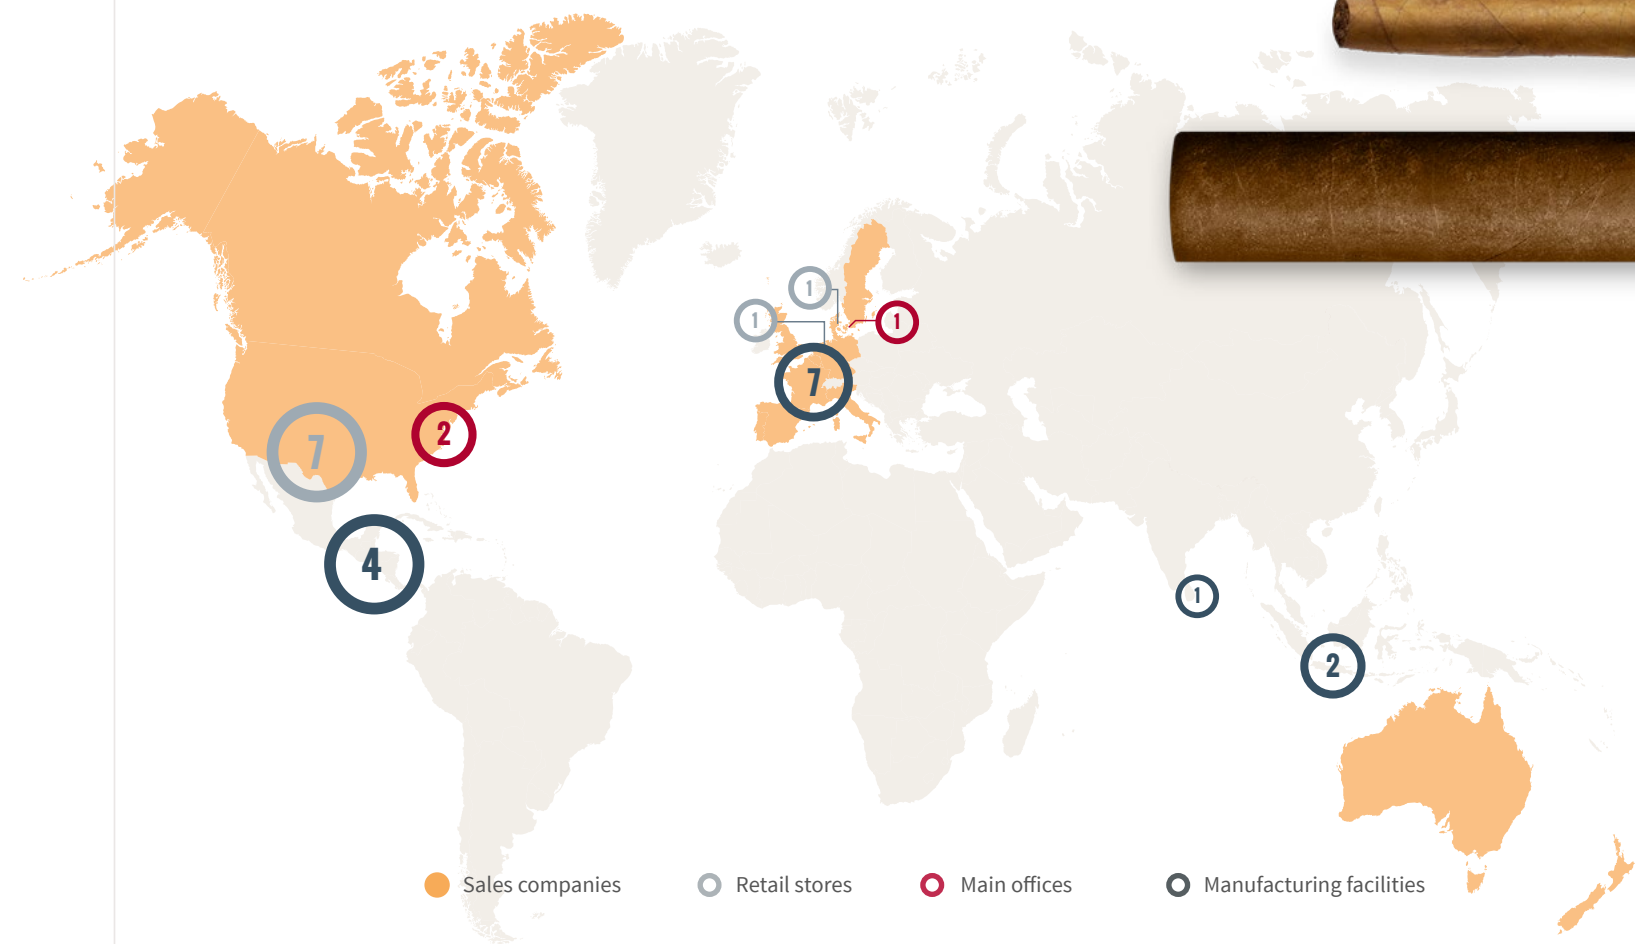 1
1
1
7
7
2
4
1
2
Sales companies
Retail stores
Main offices
Manufacturing facilities